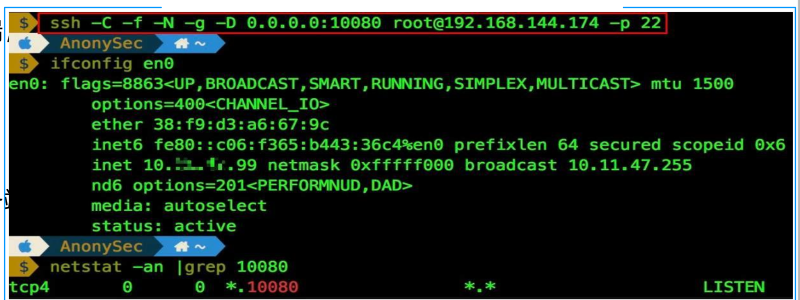 $ ssh -C -f -N -g -D 0.0.0.0:10080 root@192.168.144.174 -p 22
AnonySec ~
$ ifconfig en0
en0: flags=8863<UP,BROADCAST,SMART,RUNNING,SIMPLEX,MULTICAST> mtu 1500
options=400<CHANNEL_IO>
ether 38:f9:d3:a6:67:9c
inet6 fe80::c06:f365:b443:36c4%en0 prefixlen 64 secured scopeid 0x6
inet 10. .99 netmask 0xfffff000 broadcast 10.11.47.255
nd6 options=201<PERFORMNUD,DAD>
media: autoselect
status: active
AnonySec ~
$ netstat -an |grep 10080
tcp4 0 0 *.10080 *.* LISTEN